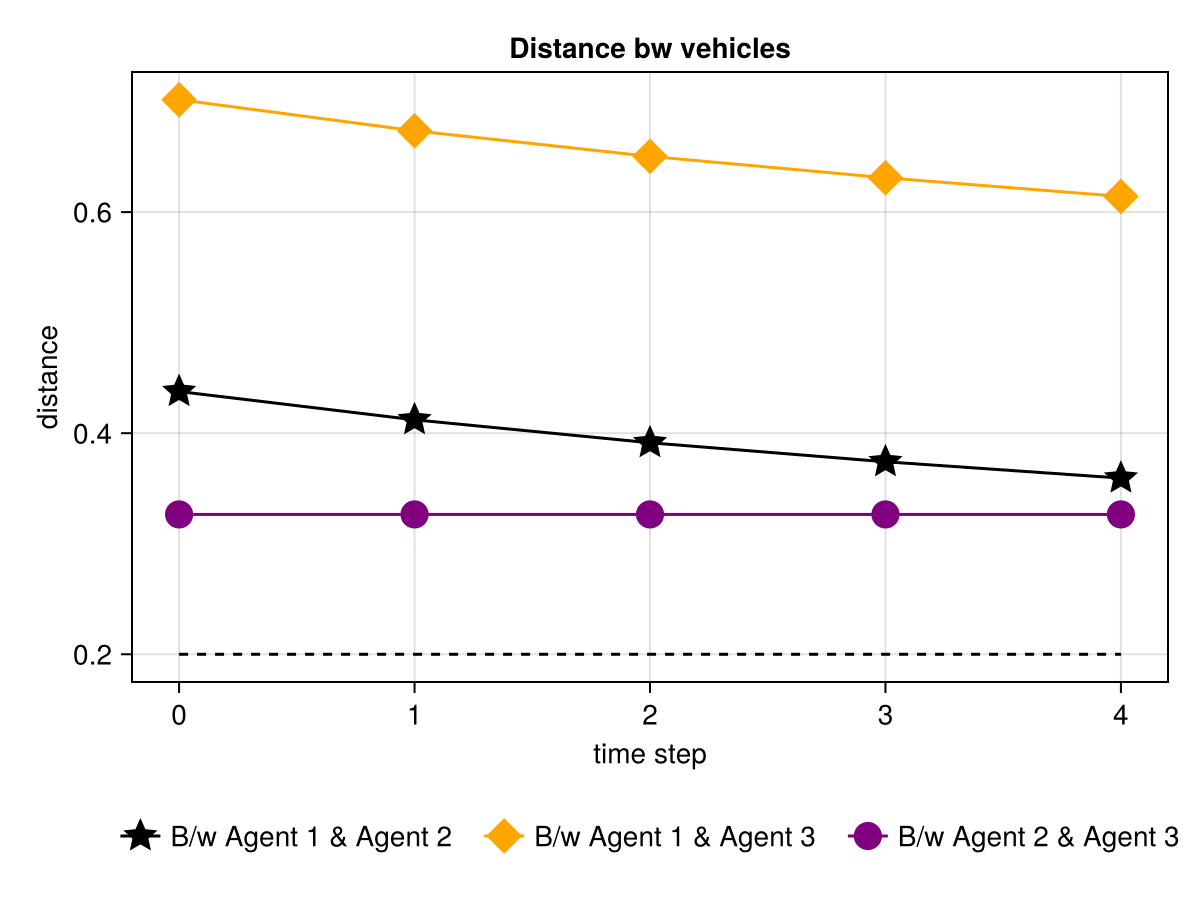 Distance bw vehicles
distance
0.6
0.4
0.2
0 1 2 3 4
time step
B/w Agent 1 & Agent 2 B/w Agent 1 & Agent 3 B/w Agent 2 & Agent 3